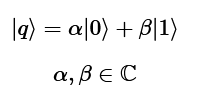 |q⟩ = α|0⟩ + β|1⟩
α, β ∈ ℂ